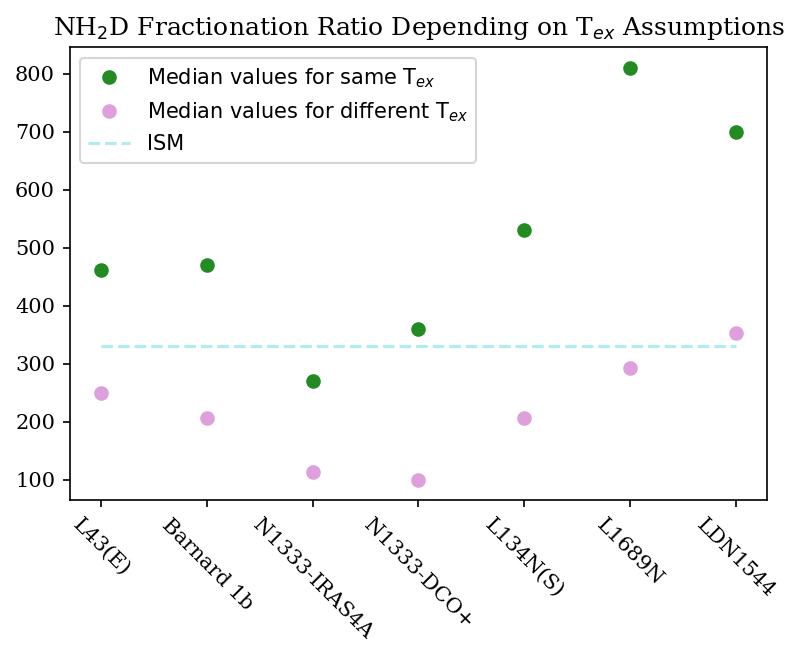 NH₂D Fractionation Ratio Depending on Tₑₓ Assumptions
Median values for same Tₑₓ
Median values for different Tₑₓ
ISM
800
700
600
500
400
300
200
100
L43(E)
Barnard 1b
N1333-IRAS4A
N1333-DCO+
L134N(S)
L1689N
LDN1544